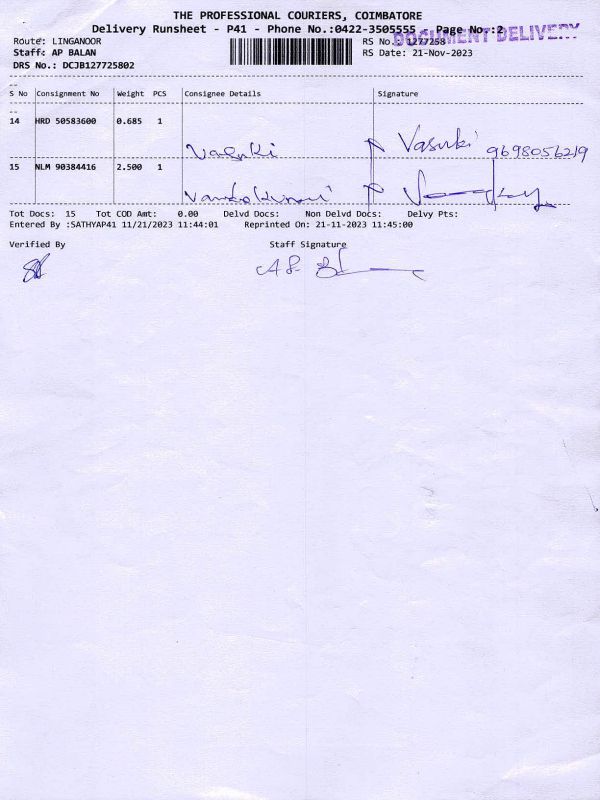 THE PROFESSIONAL COURIERS, COIMBATORE
Delivery Runsheet - P41 - Phone No.:0422-3505555 Page No.:2
DOCUMENT DELIVERY
Route: LINGANOOR RS No.: 1277258
Staff: AP BALAN RS Date: 21-Nov-2023
DRS No.: DCJB127725802
S No Consignment No Weight PCS Consignee Details Signature
14 HRD 50583600 0.685 1
Vasuki Vasuki 9698056219
15 NLM 90384416 2.500 1
Tot Docs: 15 Tot COD Amt: 0.00 Delvd Docs: Non Delvd Docs: Delvy Pts:
Entered By :SATHYAP41 11/21/2023 11:44:01 Reprinted On: 21-11-2023 11:45:00
Verified By Staff Signature